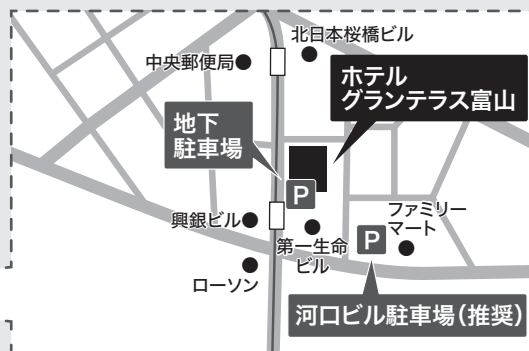 北日本桜橋ビル
中央郵便局
ホテル
グランテラス富山
地下
駐車場
P
興銀ビル
第一生命
ビル
P
ファミリー
マート
ローソン
河口ビル駐車場(推奨)